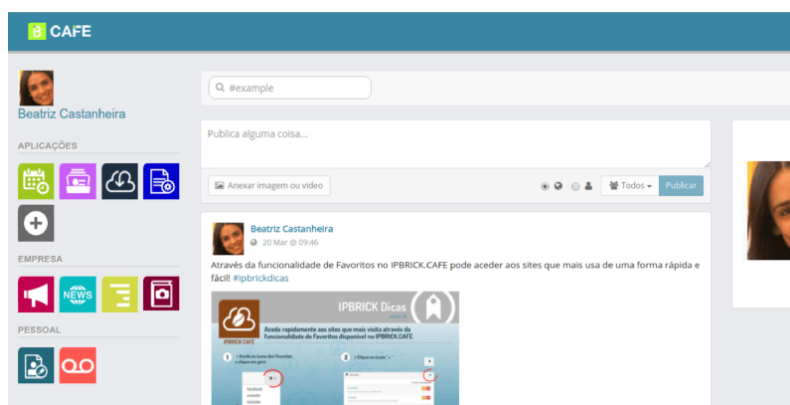 CAFE
Beatriz Castanheira
#example
APLICAÇÕES
Publica alguma coisa...
Anexar imagem ou video
Todos
Publicar
EMPRESA
NEWS
PESSOAL
Beatriz Castanheira
20 Mar @ 09:46
Através da funcionalidade de Favoritos no IPBRICK.CAFE pode aceder aos sites que mais usa de uma forma rápida e
fácil! #ipbrickdicas
IPBRICK Dicas
IPBRICK CAFE
Aceda rapidamente aos sites que mais visita através da
funcionalidade de Favoritos disponível no IPBRICK.CAFE
1
2